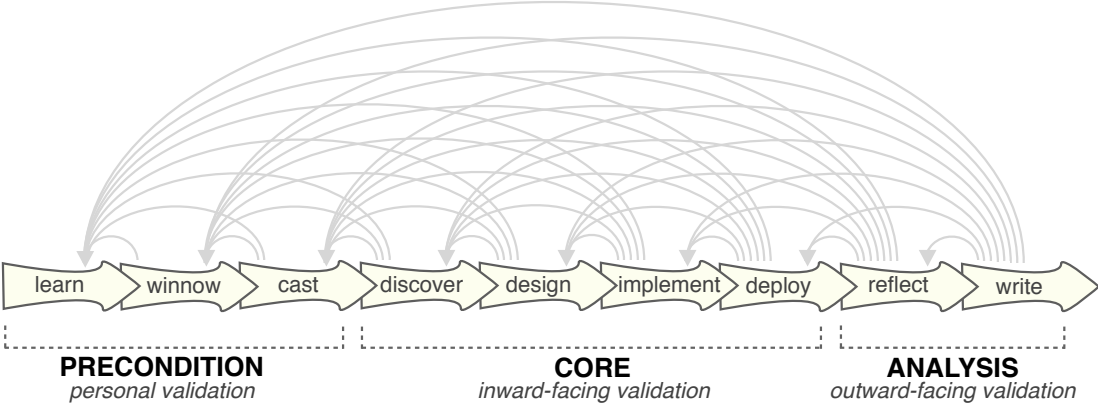 learn
winnow
cast
discover
design
implement
deploy
reflect
write
PRECONDITION
personal validation
CORE
inward-facing validation
ANALYSIS
outward-facing validation